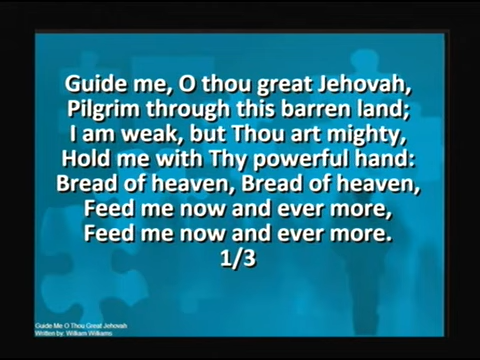 Guide me, O thou great Jehovah,
Pilgrim through this barren land;
I am weak, but Thou art mighty,
Hold me with Thy powerful hand:
Bread of heaven, Bread of heaven,
Feed me now and ever more,
Feed me now and ever more.
1/3
Guide Me O Thou Great Jehovah
Written by: William Williams